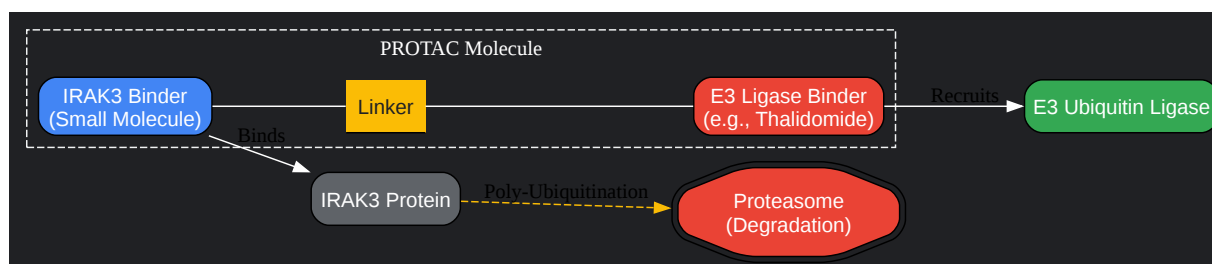 PROTAC Molecule
IRAK3 Binder
(Small Molecule)
Linker
E3 Ligase Binder
(e.g., Thalidomide)
Recruits
E3 Ubiquitin Ligase
Binds
IRAK3 Protein
Poly-Ubiquitination
Proteasome
(Degradation)